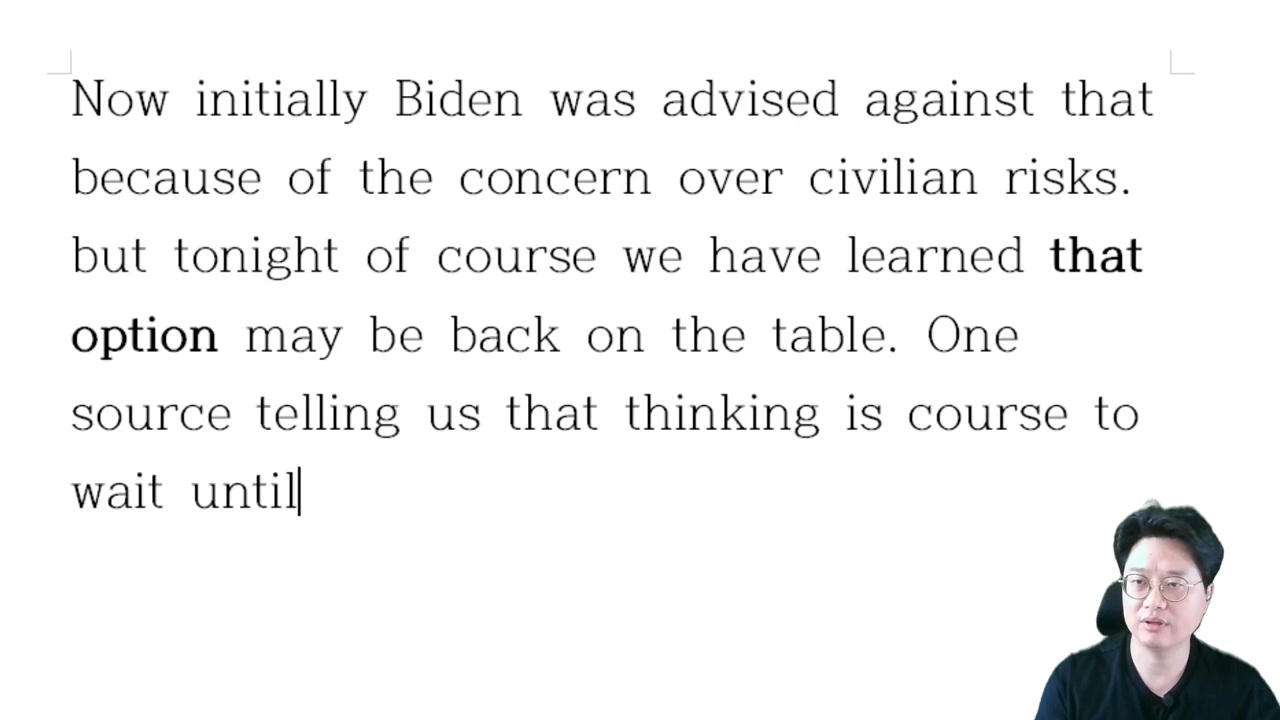 Now initially Biden was advised against that
because of the concern over civilian risks.
but tonight of course we have learned that
option may be back on the table. One
source telling us that thinking is course to
wait until